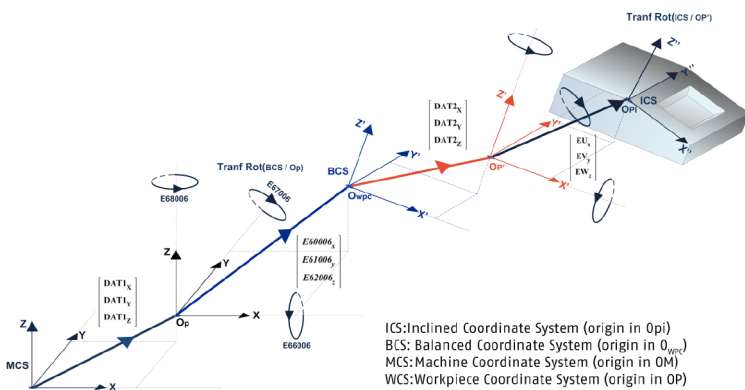 Tranf Rot(ICS / OP')
Z''
Y''
ICS
OPi
X''
Z'
DAT2X
DAT2Y
DAT2Z
Y'
OP'
X'
EUx
EVy
EWz
Tranf Rot(BCS / Op)
Z'
Y'
BCS
Owpc
X'
E68006
E67006
Z
Y
E60006x
E61006y
E62006z
DAT1X
DAT1Y
DAT1Z
Op
X
E66006
Z
Y
MCS
X
ICS:Inclined Coordinate System (origin in Opi)
BCS: Balanced Coordinate System (origin in OWPC)
MCS:Machine Coordinate System (origin in OM)
WCS:Workpiece Coordinate System (origin in OP)